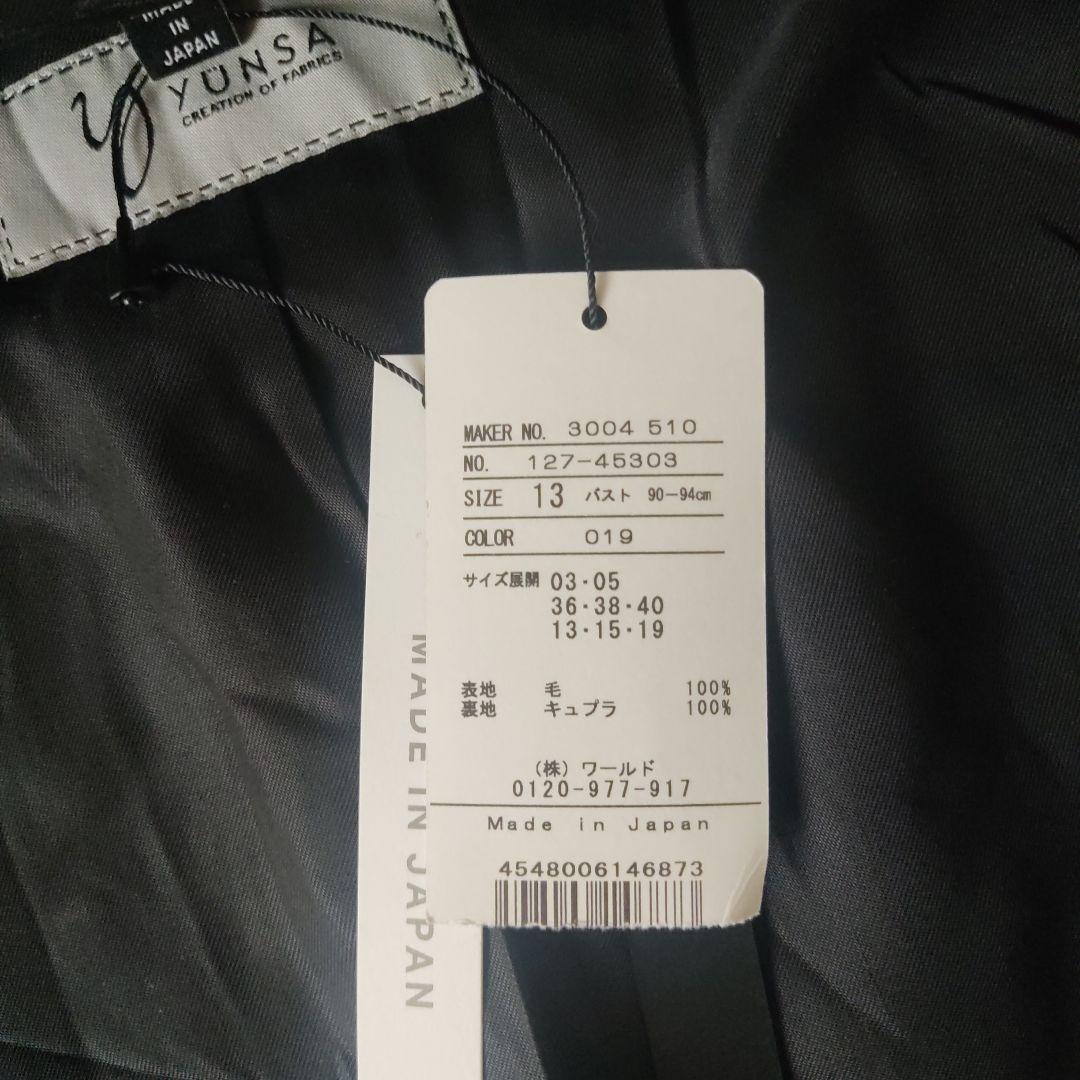 MADE
IN
JAPAN
YÜNSA
CREATION OF FABRICS
MAKER NO. 3004 510
NO. 127-45303
SIZE 13 バスト 90-94cm
COLOR 019
サイズ展開 03・05
36・38・40
13・15・19
表地 毛 100%
裏地 キュプラ 100%
(株) ワールド
0120-977-917
Made in Japan
4548006146873
MADE IN JAPAN